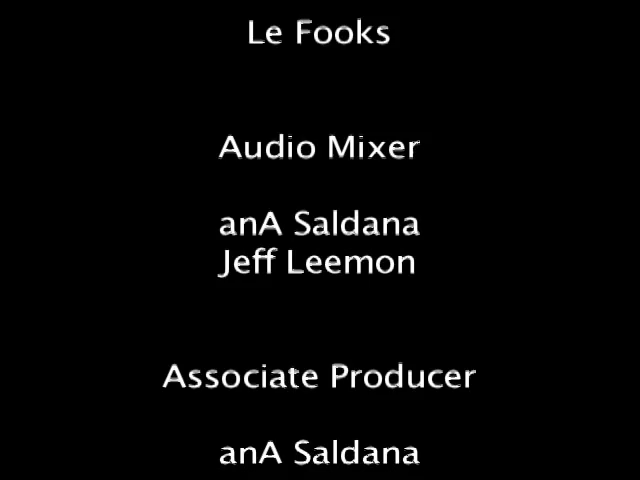 Le Fooks
Audio Mixer
anA Saldana
Jeff Leemon
Associate Producer
anA Saldana